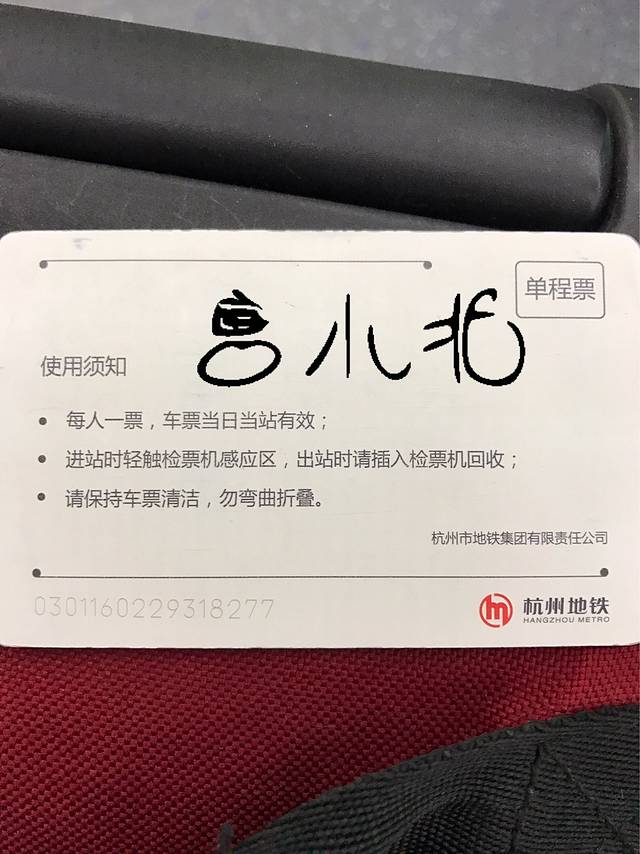 单程票
宫小北
使用须知
每人一票，车票当日当站有效；
进站时轻触检票机感应区，出站时请插入检票机回收；
请保持车票清洁，勿弯曲折叠。
杭州市地铁集团有限责任公司
0301160229318277
杭州地铁
HANGZHOU METRO